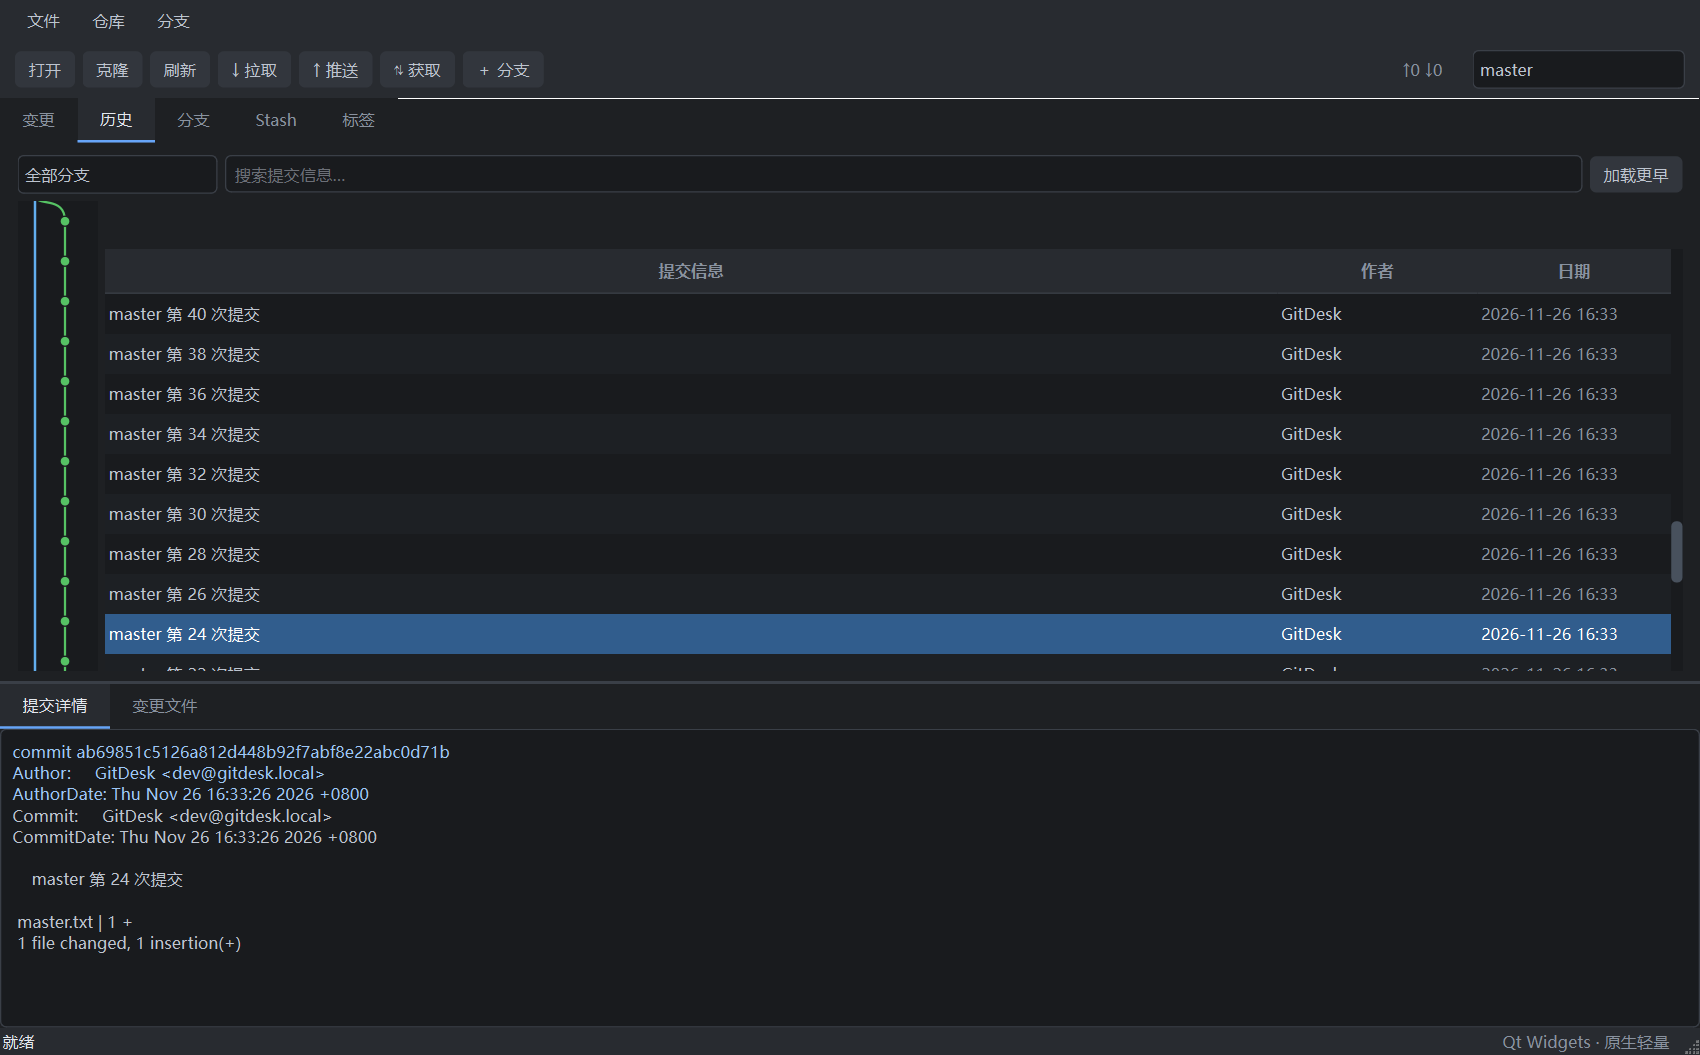 文件 仓库 分支
打开 克隆 刷新 ↓拉取 ↑推送 ⇅获取 + 分支 ↑0 ↓0 master
变更 历史 分支 Stash 标签
全部分支 搜索提交信息... 加载更早
提交信息 作者 日期
master 第 40 次提交 GitDesk 2026-11-26 16:33
master 第 38 次提交 GitDesk 2026-11-26 16:33
master 第 36 次提交 GitDesk 2026-11-26 16:33
master 第 34 次提交 GitDesk 2026-11-26 16:33
master 第 32 次提交 GitDesk 2026-11-26 16:33
master 第 30 次提交 GitDesk 2026-11-26 16:33
master 第 28 次提交 GitDesk 2026-11-26 16:33
master 第 26 次提交 GitDesk 2026-11-26 16:33
master 第 24 次提交 GitDesk 2026-11-26 16:33
提交详情 变更文件
commit ab69851c5126a812d448b92f7abf8e22abc0d71b
Author: GitDesk <dev@gitdesk.local>
AuthorDate: Thu Nov 26 16:33:26 2026 +0800
Commit: GitDesk <dev@gitdesk.local>
CommitDate: Thu Nov 26 16:33:26 2026 +0800
master 第 24 次提交
master.txt | 1 +
1 file changed, 1 insertion(+)
就绪 Qt Widgets · 原生轻量